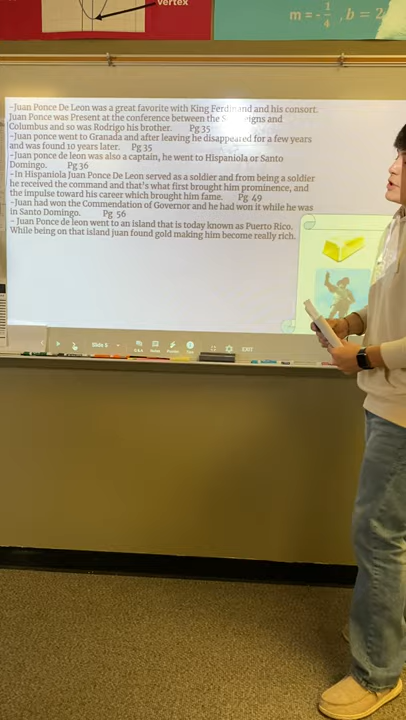 vertex
m = - 1/4 , b = 2
-Juan Ponce De Leon was a great favorite with King Ferdinand and his consort.
Juan Ponce was Present at the conference between the and
Columbus and so was Rodrigo his brother. Pg 35
-Juan ponce went to Granada and after leaving he disappeared for a few years
and was found 10 years later. Pg 35
-Juan ponce de leon was also a captain, he went to Hispaniola or Santo
Domingo. Pg 36
-In Hispaniola Juan Ponce De Leon served as a soldier and from being a soldier
he received the command and that's what first brought him prominence, and
the impulse toward his career which brought him fame. Pg 49
-Juan had won the Commendation of Governor and he had won it while he was
in Santo Domingo. Pg 56
- Juan Ponce de leon went to an island that is today known as Puerto Rico.
While being on that island juan found gold making him become really rich.
Slide 5
Q&A
Notes
Pointer
EXIT